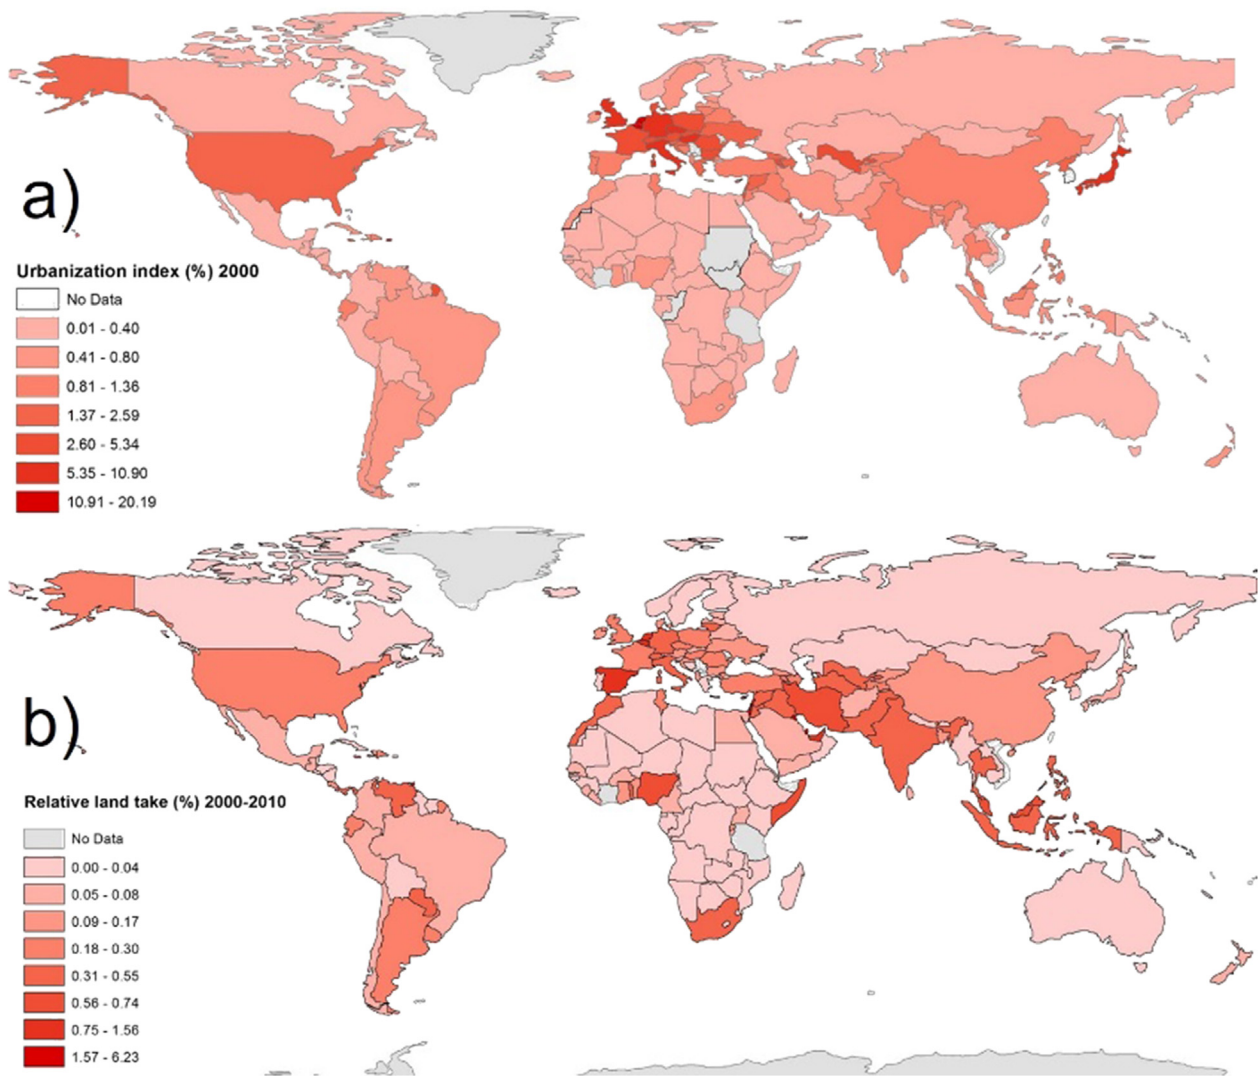 a)
Urbanization index (%) 2000
No Data
0.01 - 0.40
0.41 - 0.80
0.81 - 1.36
1.37 - 2.59
2.60 - 5.34
5.35 - 10.90
10.91 - 20.19
b)
Relative land take (%) 2000-2010
No Data
0.00 - 0.04
0.05 - 0.08
0.09 - 0.17
0.18 - 0.30
0.31 - 0.55
0.56 - 0.74
0.75 - 1.56
1.57 - 6.23